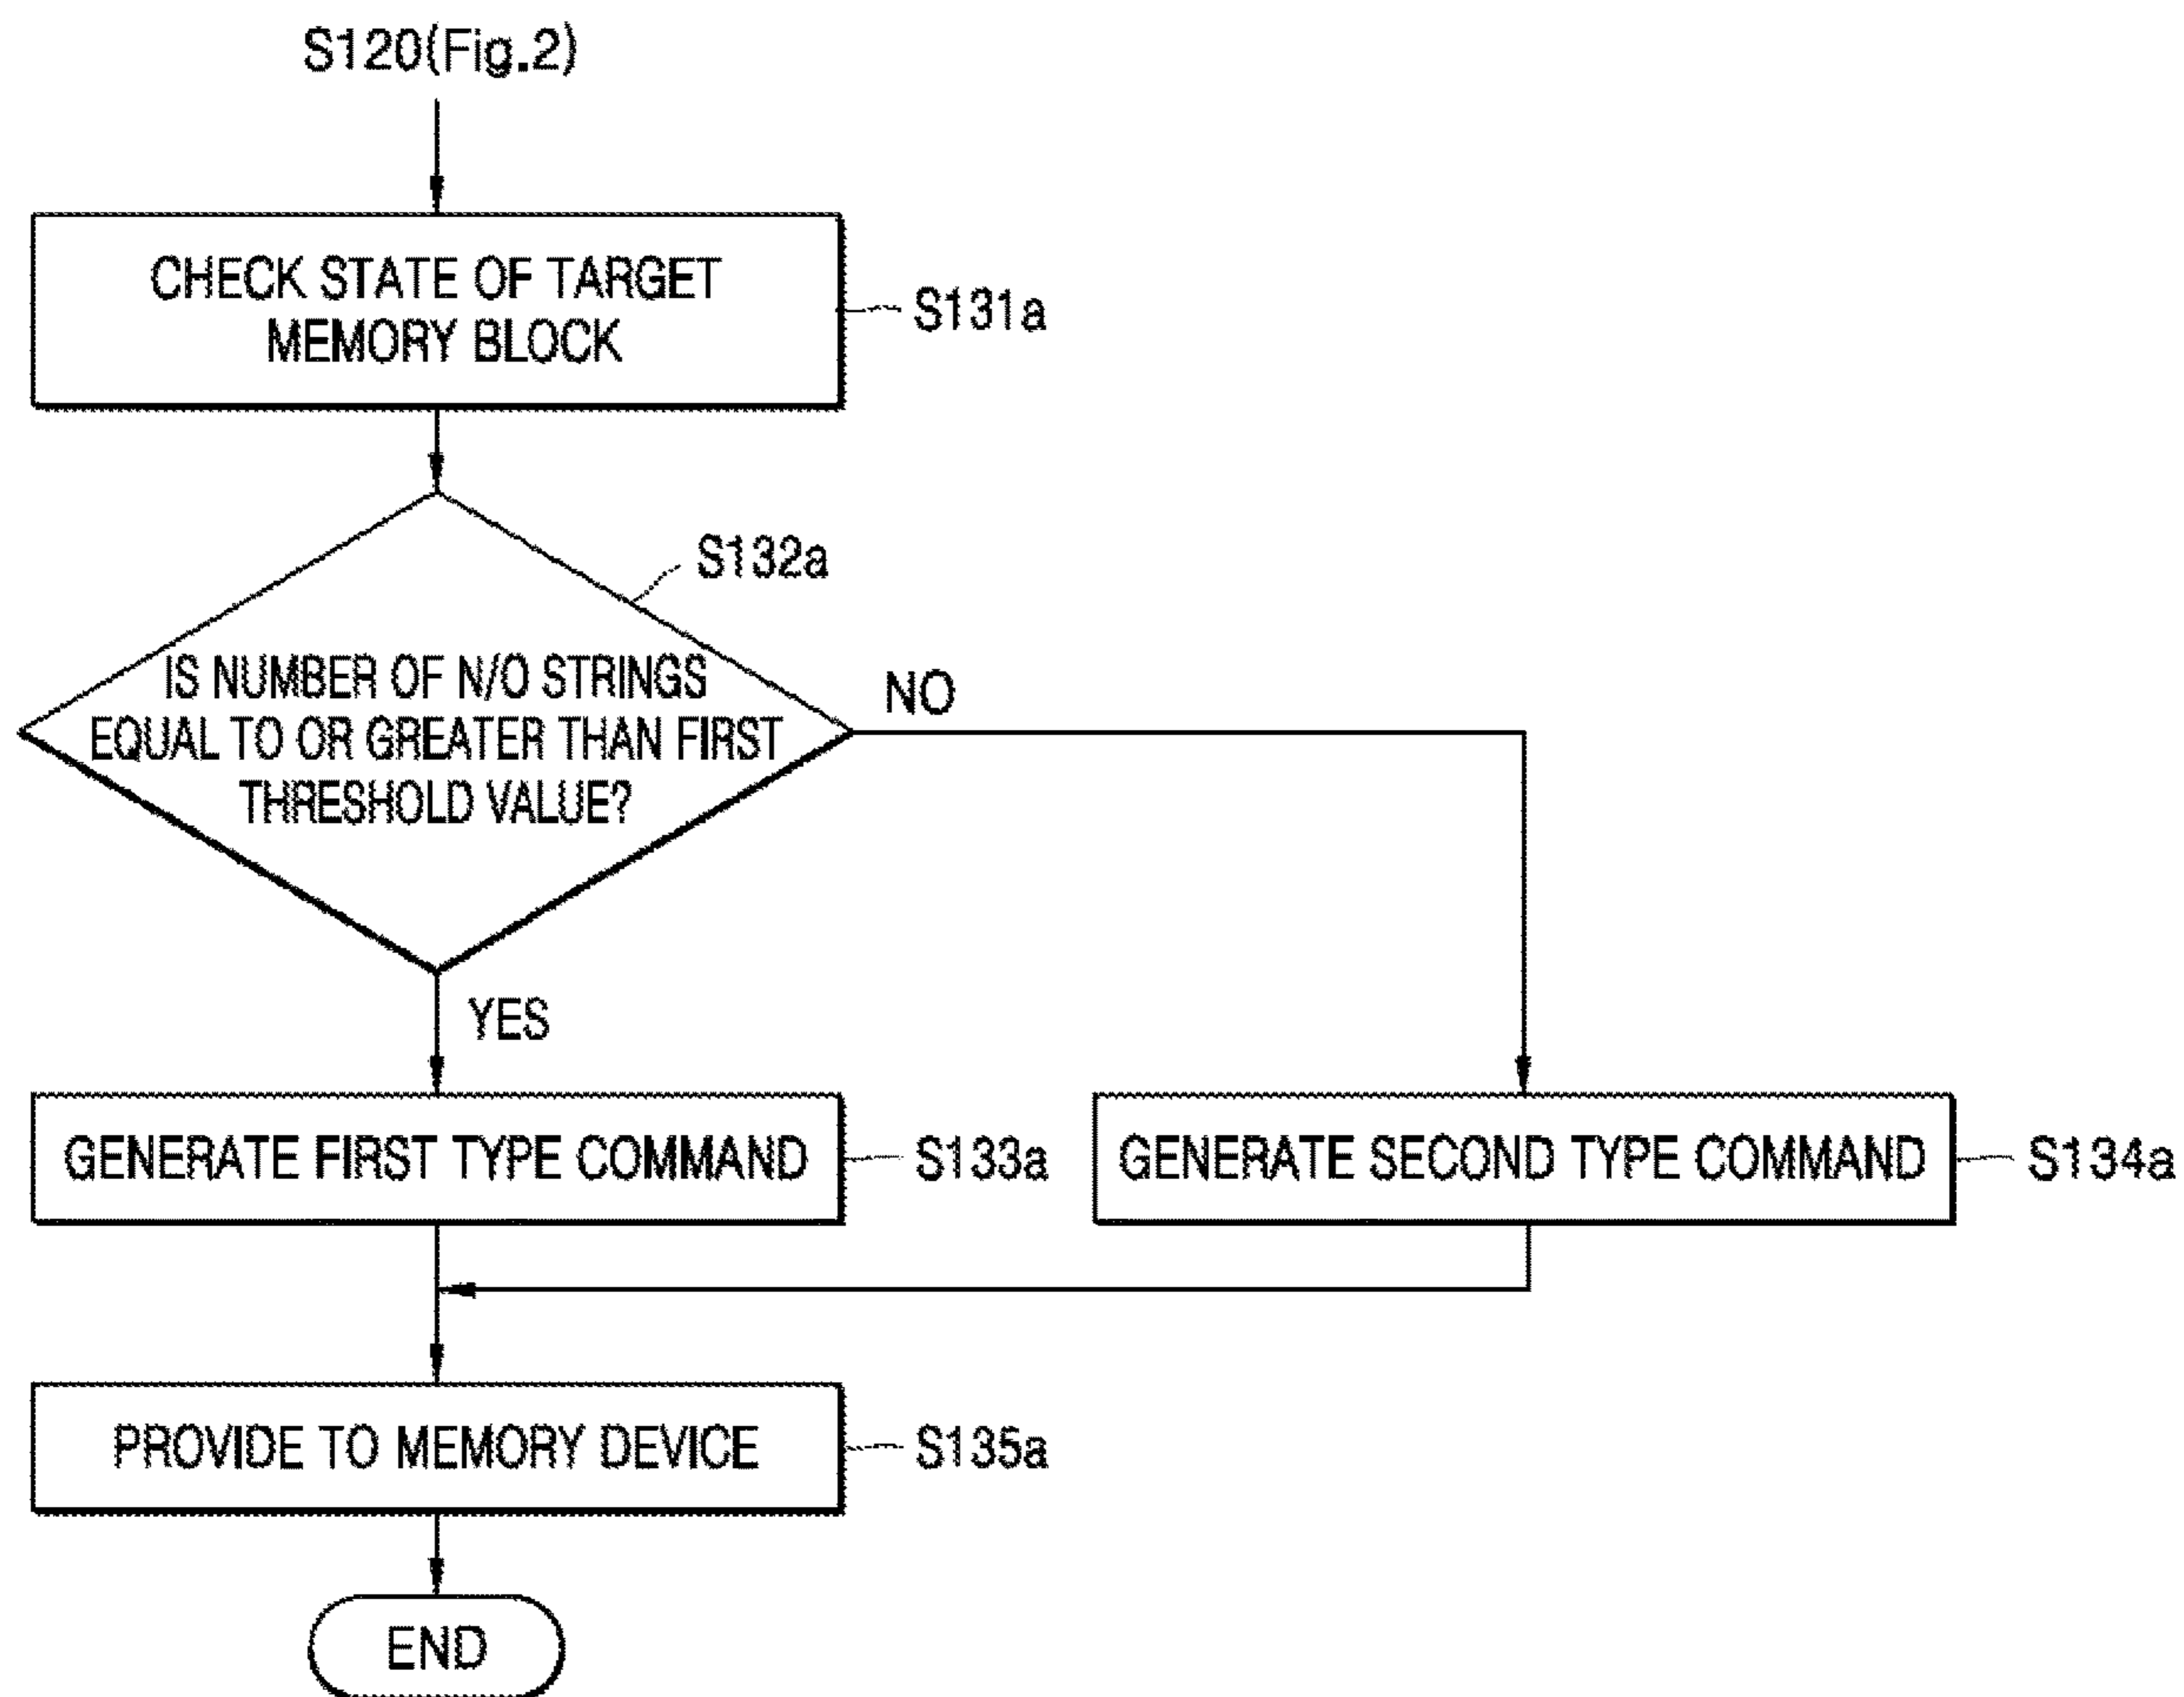 S120(Fig.2)
CHECK STATE OF TARGET
MEMORY BLOCK
S131a
S132a
IS NUMBER OF N/O STRINGS
EQUAL TO OR GREATER THAN FIRST
THRESHOLD VALUE?
NO
YES
GENERATE FIRST TYPE COMMAND
S133a
GENERATE SECOND TYPE COMMAND
S134a
PROVIDE TO MEMORY DEVICE
S135a
END